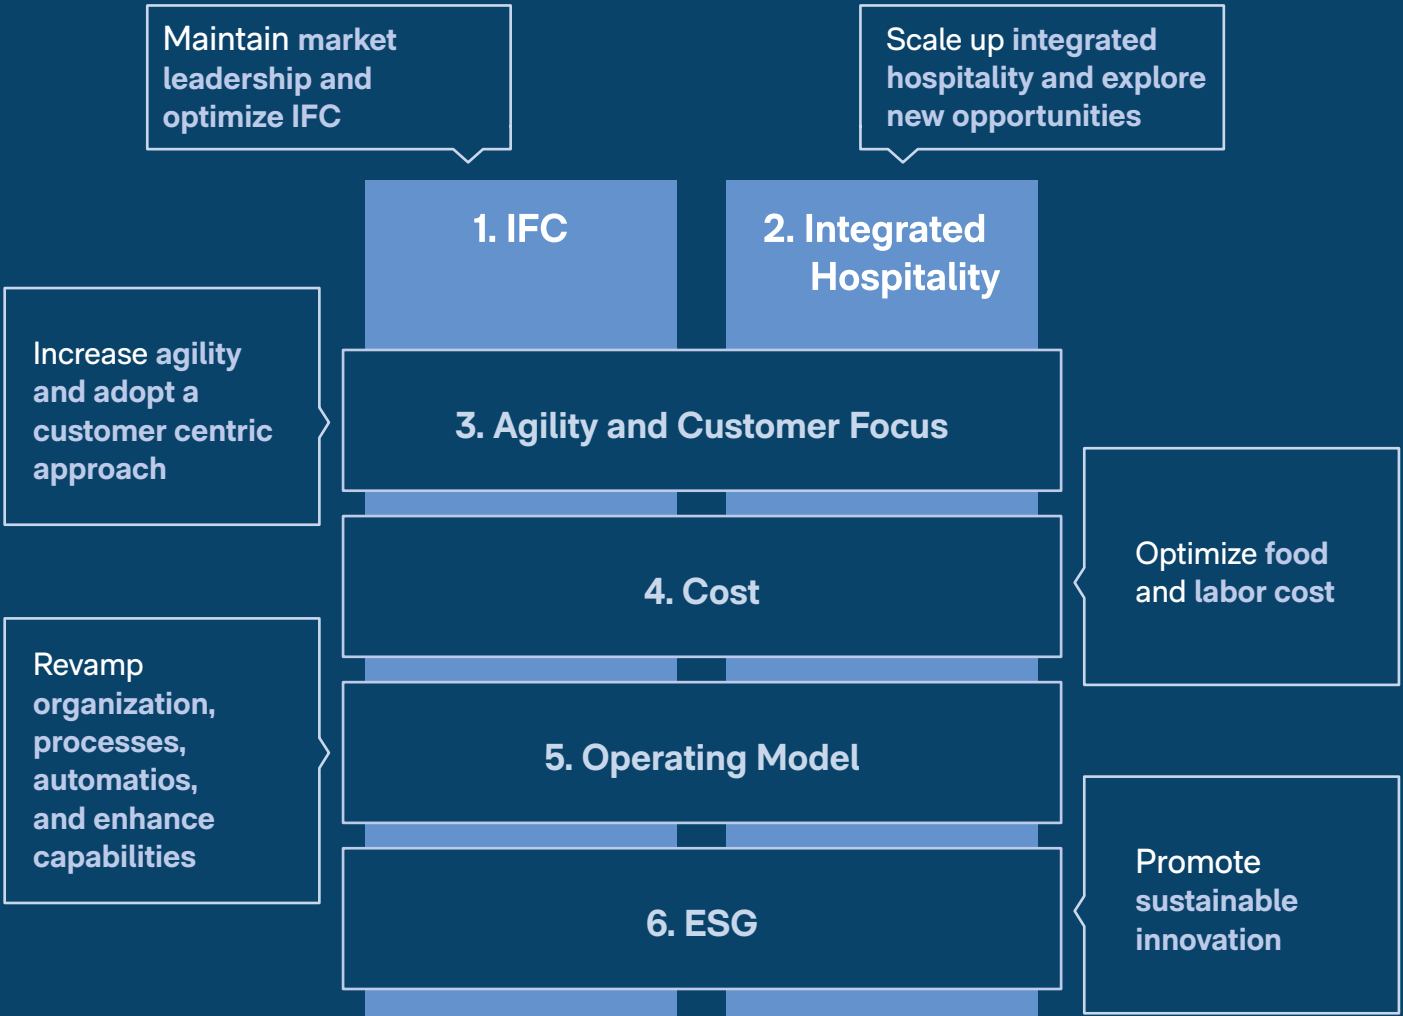 Maintain market
leadership and
optimize IFC
Scale up integrated
hospitality and explore
new opportunities
1. IFC
2. Integrated
Hospitality
Increase agility
and adopt a
customer centric
approach
3. Agility and Customer Focus
4. Cost
Optimize food
and labor cost
Revamp
organization,
processes,
automatios,
and enhance
capabilities
5. Operating Model
6. ESG
Promote
sustainable
innovation